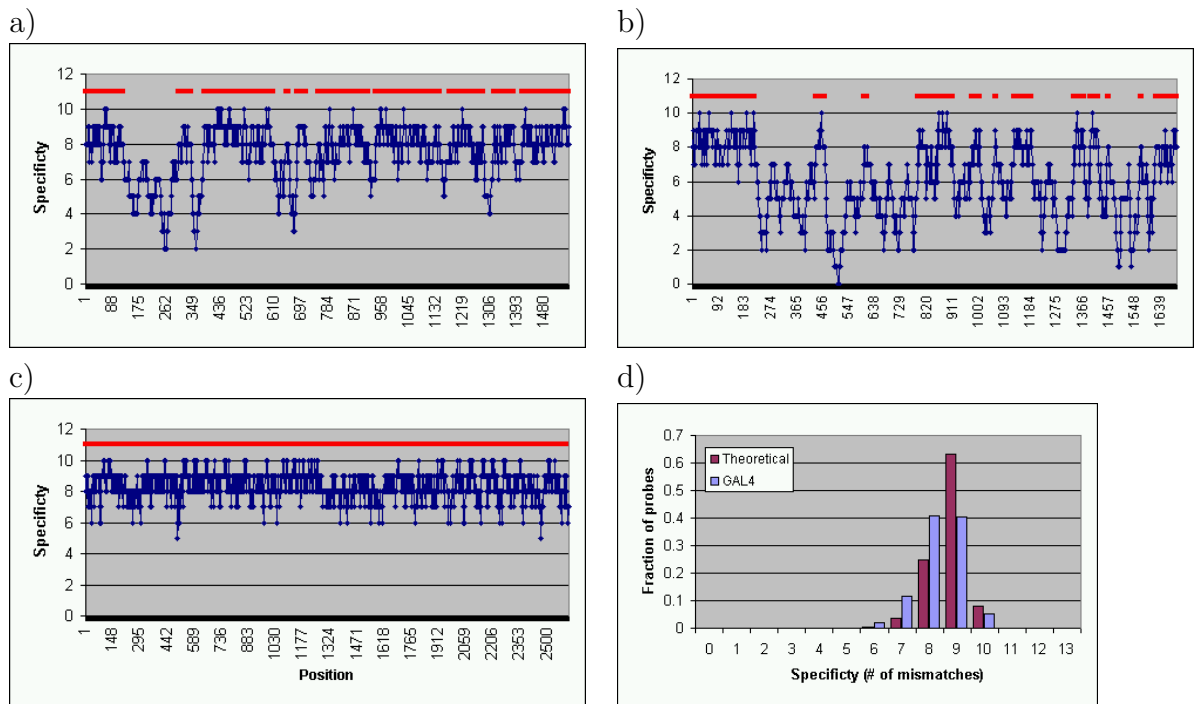 a)
12
10
8
6
4
2
0
Specificty
1 88 175 262 349 436 523 610 697 784 871 958 1045 1132 1219 1306 1393 1480
b)
12
10
8
6
4
2
0
Specificty
1 92 183 274 365 456 547 638 729 820 911 1002 1093 1184 1275 1366 1457 1548 1639
c)
12
10
8
6
4
2
0
Specificty
1 148 295 442 589 736 883 1030 1177 1324 1471 1618 1765 1912 2059 2206 2353 2500
Position
d)
0.7
0.6
0.5
0.4
0.3
0.2
0.1
0
Fraction of probes
Theoretical
GAL4
0 1 2 3 4 5 6 7 8 9 10 11 12 13
Specificty (# of mismatches)